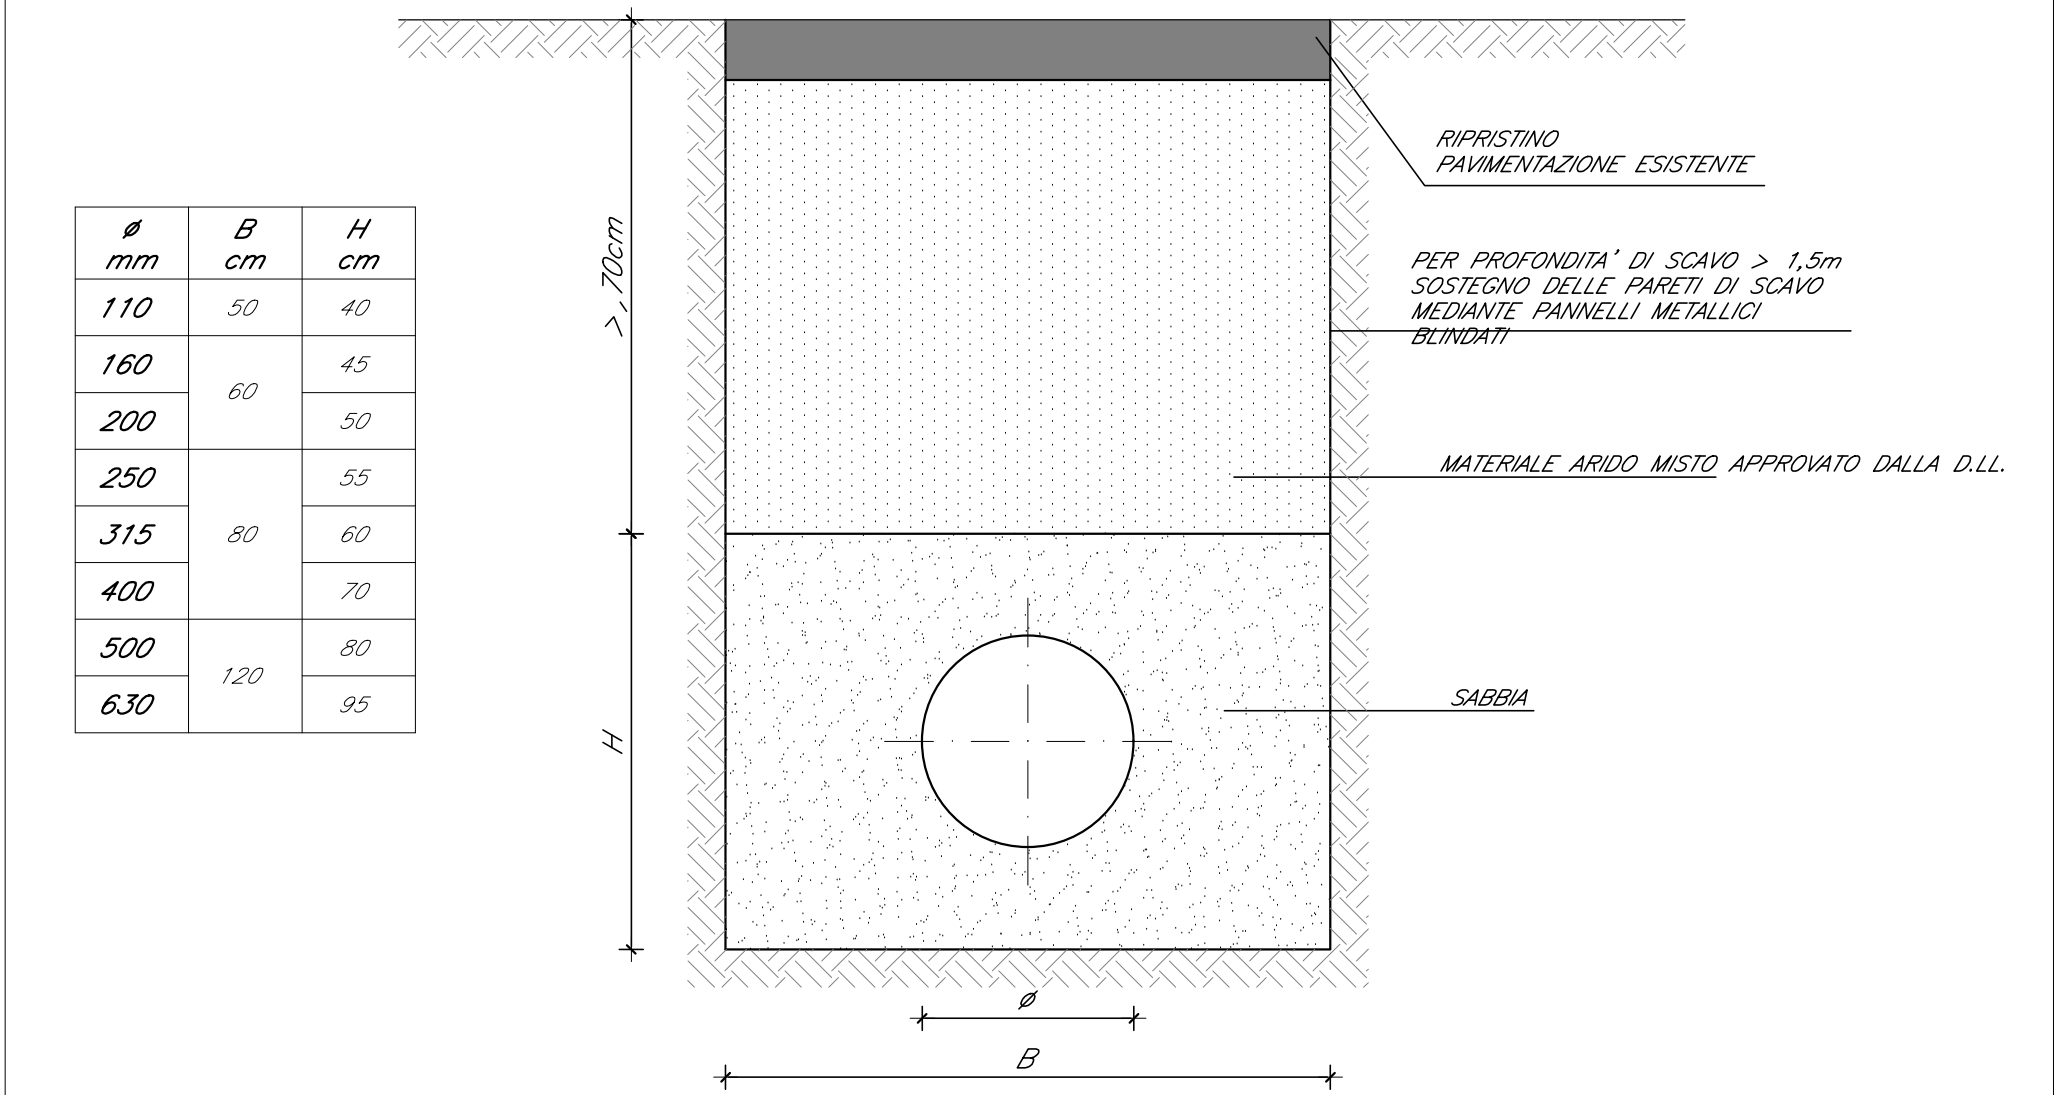 ø B H
mm cm cm
110 50 40
160 60 45
200 50
250 80 55
315 60
400 70
500 120 80
630 95
>,70cm
H
RIPRISTINO
PAVIMENTAZIONE ESISTENTE
PER PROFONDITA' DI SCAVO > 1,5m
SOSTEGNO DELLE PARETI DI SCAVO
MEDIANTE PANNELLI METALLICI
BLINDATI
MATERIALE ARIDO MISTO APPROVATO DALLA D.LL.
SABBIA
ø
B